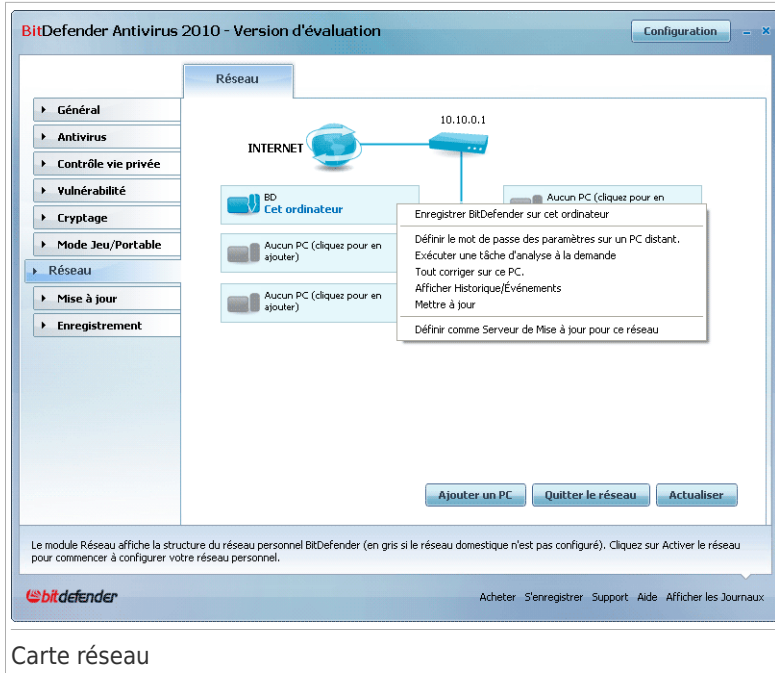 BitDefender Antivirus 2010 - Version d'évaluation
Configuration
Réseau
Général
Antivirus
Contrôle vie privée
Vulnérabilité
Cryptage
Mode Jeu/Portable
Réseau
Mise à jour
Enregistrement
10.10.0.1
INTERNET
BD
Cet ordinateur
Aucun PC (cliquez pour en
Aucun PC (cliquez pour en
ajouter)
Aucun PC (cliquez pour en
ajouter)
Enregistrer BitDefender sur cet ordinateur
Définir le mot de passe des paramètres sur un PC distant.
Exécuter une tâche d'analyse à la demande
Tout corriger sur ce PC.
Afficher Historique/Événements
Mettre à jour
Définir comme Serveur de Mise à jour pour ce réseau
Ajouter un PC
Quitter le réseau
Actualiser
Le module Réseau affiche la structure du réseau personnel BitDefender (en gris si le réseau domestique n'est pas configuré). Cliquez sur Activer le réseau
pour commencer à configurer votre réseau personnel.
bitdefender
Acheter S'enregistrer Support Aide Afficher les Journaux
Carte réseau